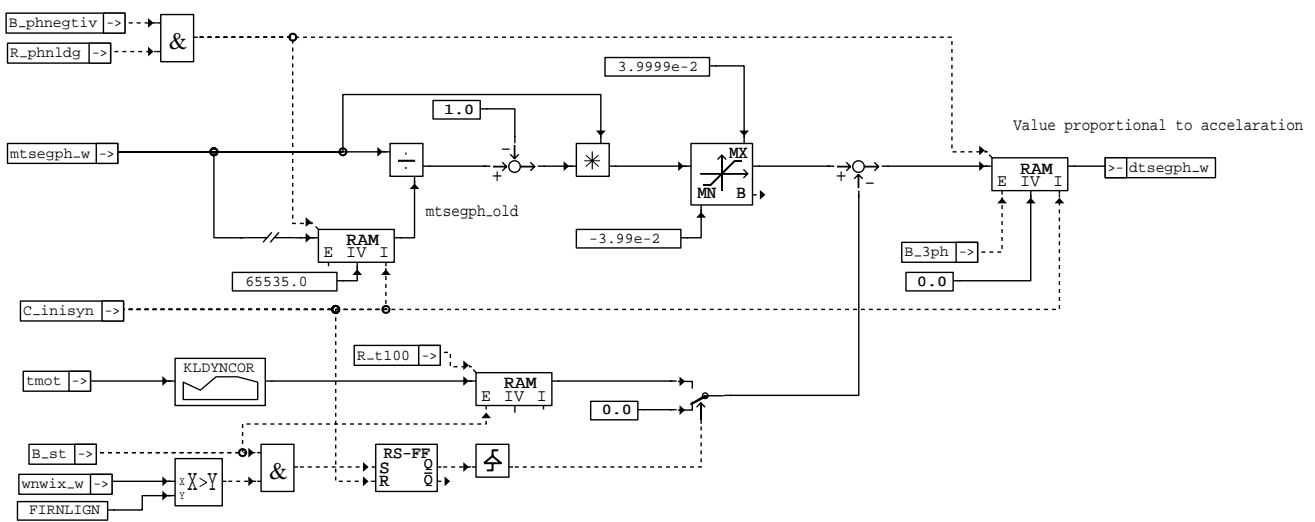 B_phnegtiv ->
R_phnldg ->
&
3.9999e-2
1.0
Value proportional to accelaration
mtsegph_w ->
÷
−
+
*
MX
MN B
+
−
RAM
E IV I
>- dtsegph_w
mtsegph_old
RAM
E IV I
-3.99e-2
B_3ph ->
65535.0
0.0
C_inisyn ->
R_t100 ->
KLDYNCOR
tmot ->
RAM
E IV I
0.0
B_st ->
&
RS-FF
S Q
R Q
wnwix_w ->
X X>Y
Y
FIRNLIGN